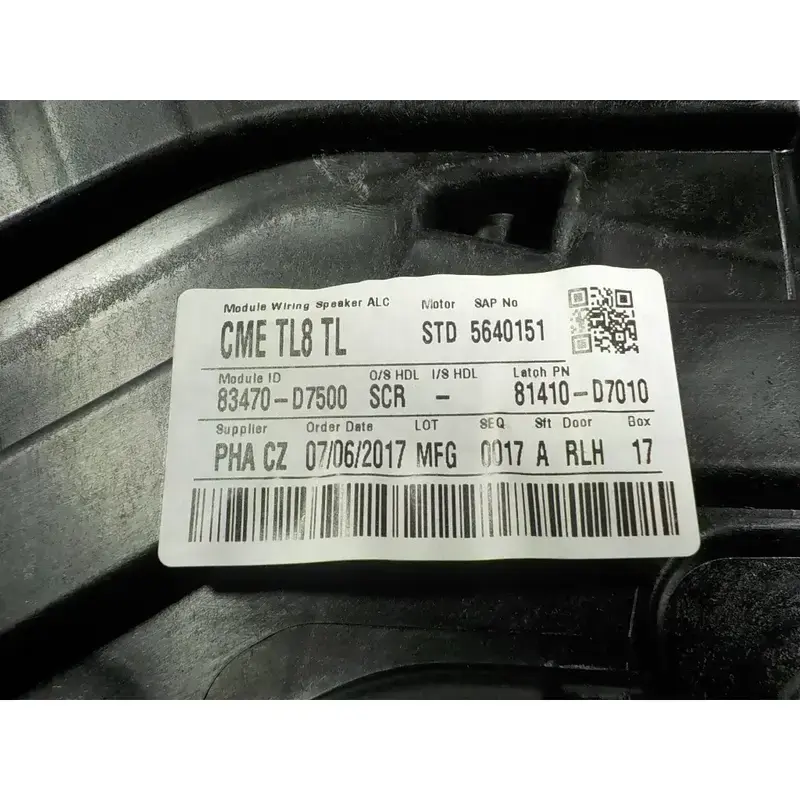 Module Wiring Speaker ALC Motor SAP No
CME TL8 TL STD 5640151
Module ID O/S HDL I/S HDL Latch PN
83470-D7500 SCR - 81410-D7010
Supplier Order Date LOT SEQ Sft Door Box
PHA CZ 07/06/2017 MFG 0017 A RLH 17